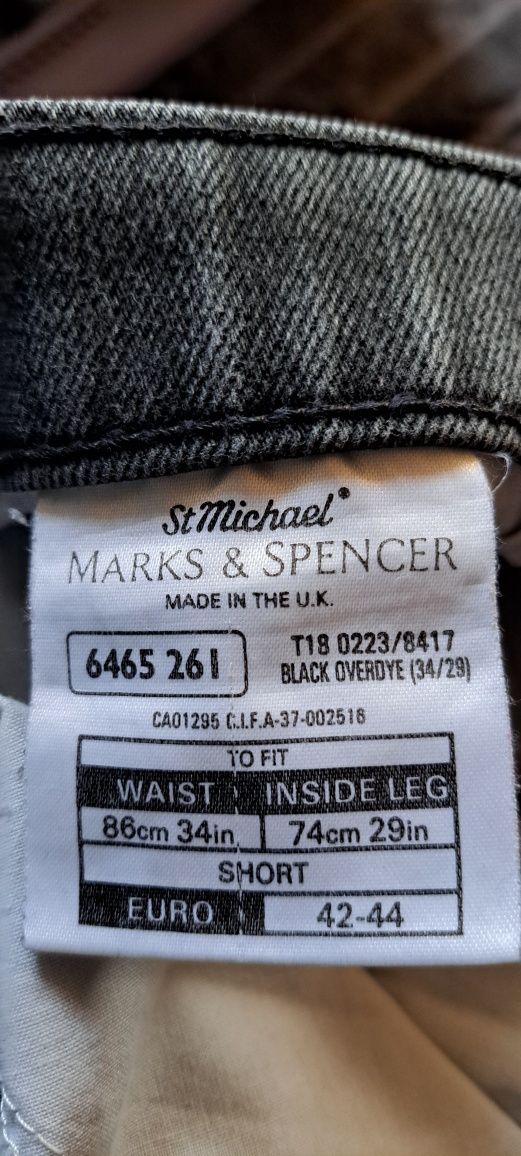 St Michael®
MARKS & SPENCER
MADE IN THE U.K.
6465 261
T18 0223/8417
BLACK OVERDYE (34/29)
CA01295 C.I.F.A-37-002518
TO FIT
WAIST INSIDE LEG
86cm 34in 74cm 29in
SHORT
EURO 42-44